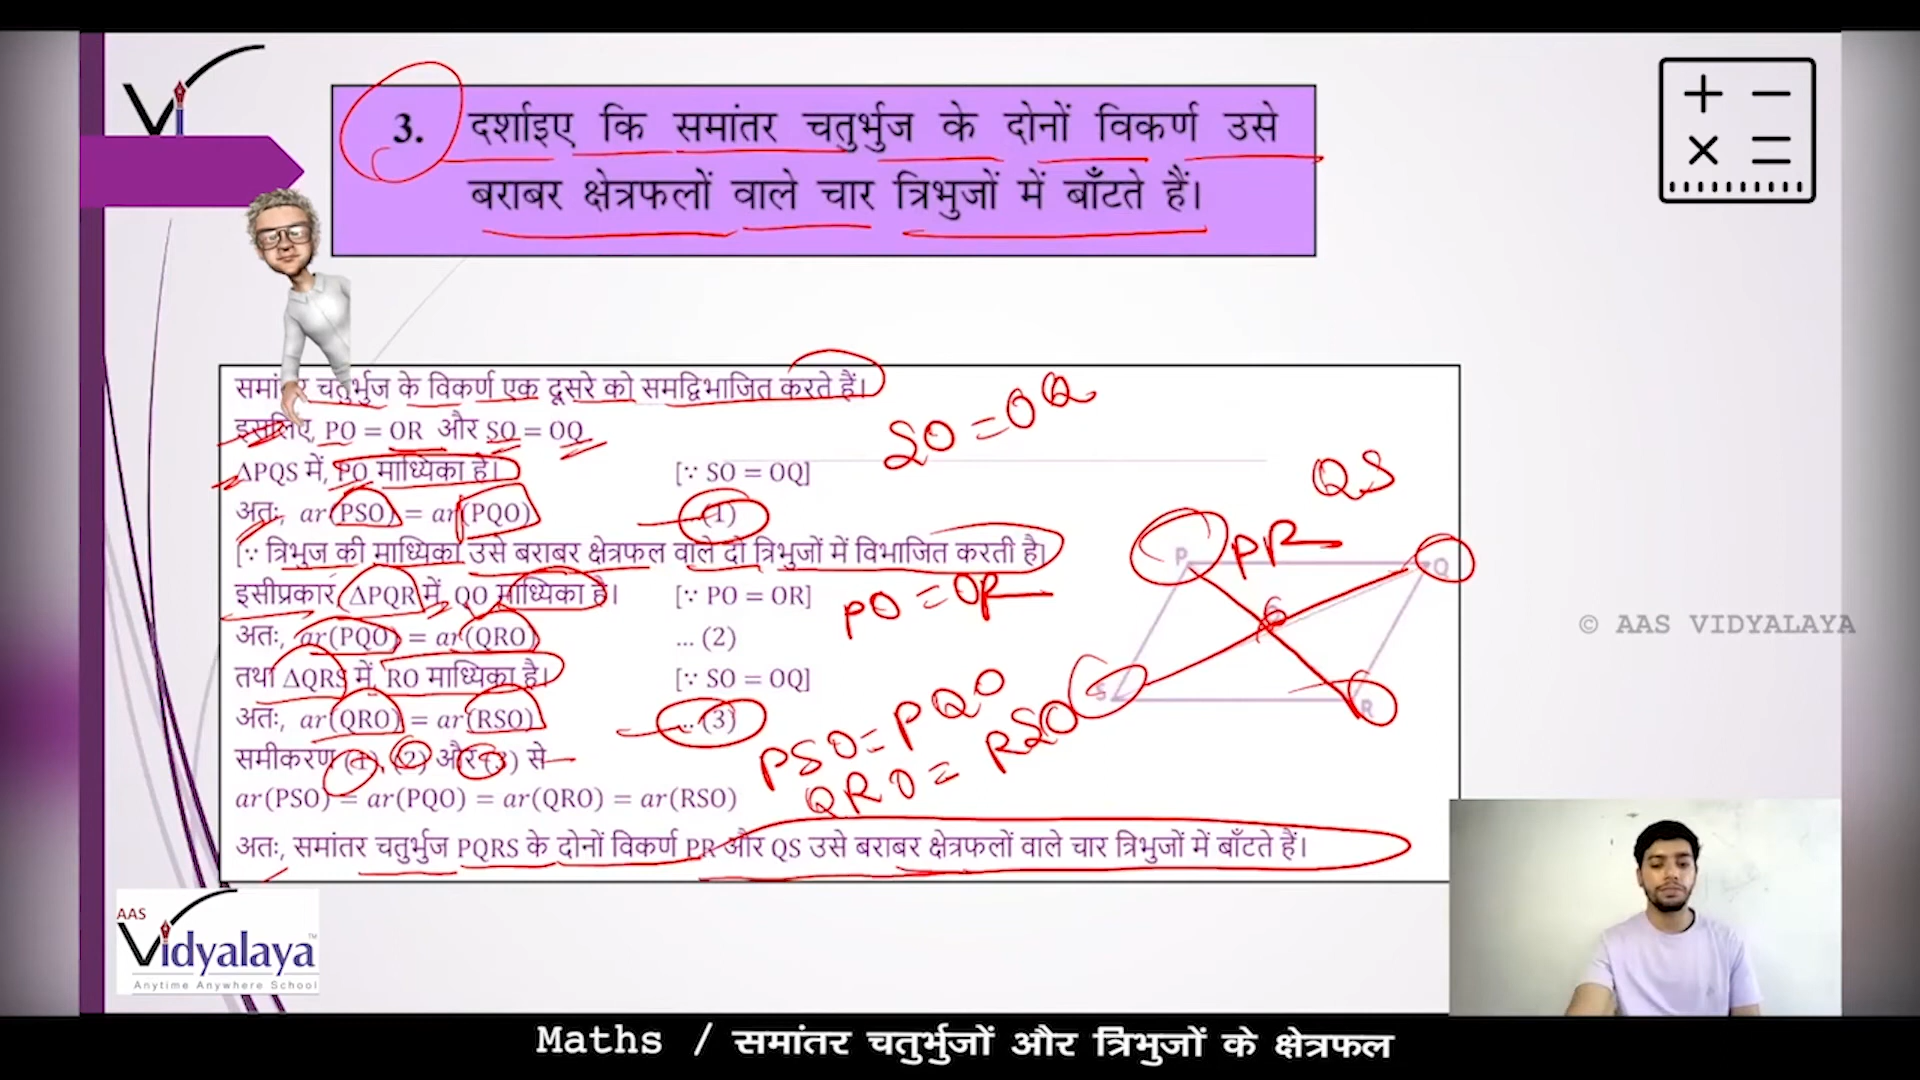 3. दर्शाइए कि समांतर चतुर्भुज के दोनों विकर्ण उसे
बराबर क्षेत्रफलों वाले चार त्रिभुजों में बाँटते हैं।
समांतर चतुर्भुज के विकर्ण एक दूसरे को समद्विभाजित करते हैं।
इसलिए, PO = OR और SO = OQ
SO = OQ
ΔPQS में, PO माध्यिका है। [∵ SO = OQ]
QS
अतः, ar(PSO) = ar(PQO) ...(1)
[∵ त्रिभुज की माध्यिका उसे बराबर क्षेत्रफल वाले दो त्रिभुजों में विभाजित करती है]
P PR Q
इसीप्रकार, ΔPQR में, QO माध्यिका है। [∵ PO = OR]
PO = OR
अतः, ar(PQO) = ar(QRO) ... (2)
© AAS VIDYALAYA
तथा ΔQRS में, RO माध्यिका है। [∵ SO = OQ]
S R
अतः, ar(QRO) = ar(RSO) ... (3)
PSO = PQO
QRO = RSO
समीकरण (1), (2) और (3) से
ar(PSO) = ar(PQO) = ar(QRO) = ar(RSO)
अतः, समांतर चतुर्भुज PQRS के दोनों विकर्ण PR और QS उसे बराबर क्षेत्रफलों वाले चार त्रिभुजों में बाँटते हैं।
AAS
Vidyalaya™
Anytime Anywhere School
Maths / समांतर चतुर्भुजों और त्रिभुजों के क्षेत्रफल